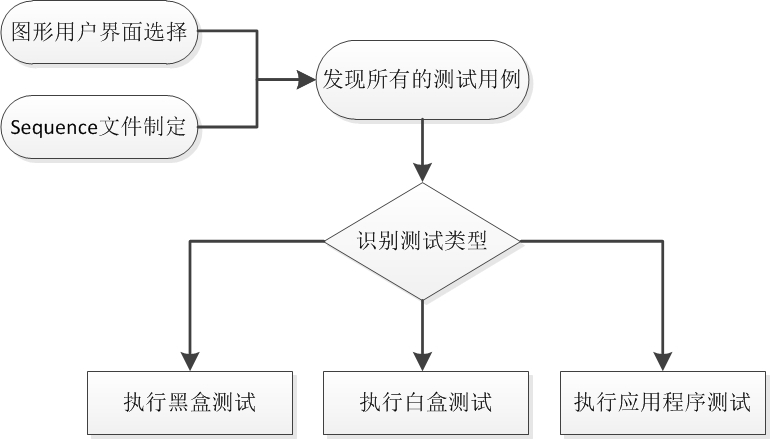 图形用户界面选择
发现所有的测试用例
Sequence文件制定
识别测试类型
执行黑盒测试
执行白盒测试
执行应用程序测试